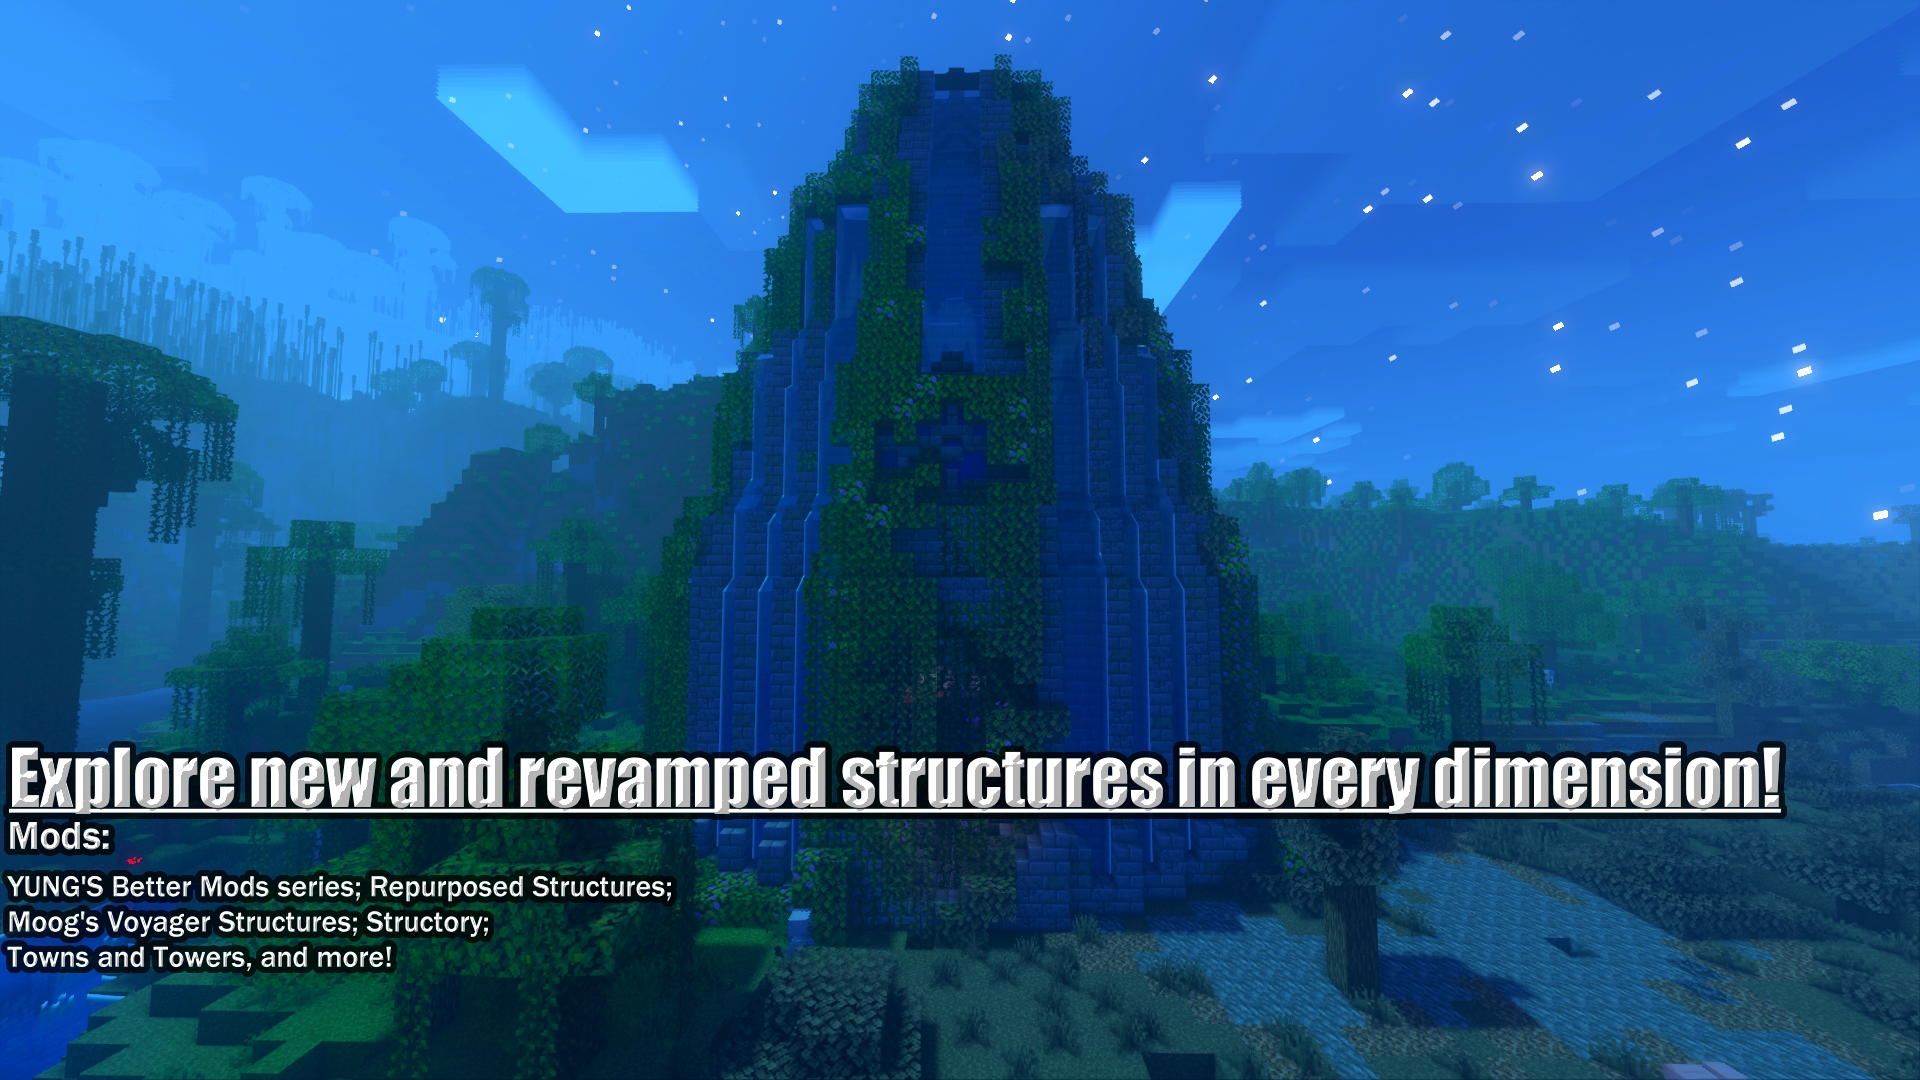 Explore new and revamped structures in every dimension!
Mods:
YUNG'S Better Mods series; Repurposed Structures;
Moog's Voyager Structures; Structory;
Towns and Towers, and more!